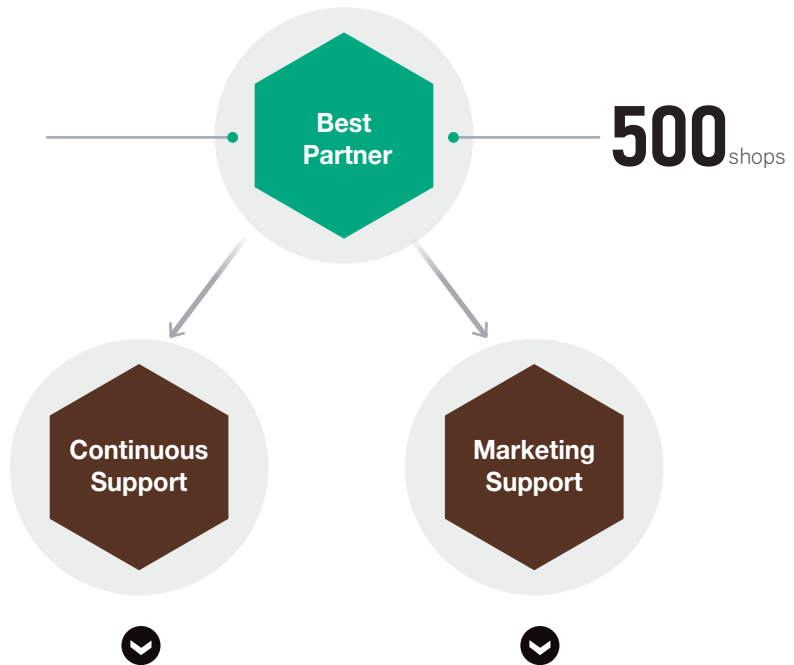 Best
Partner
500 shops
Continuous
Support
Marketing
Support